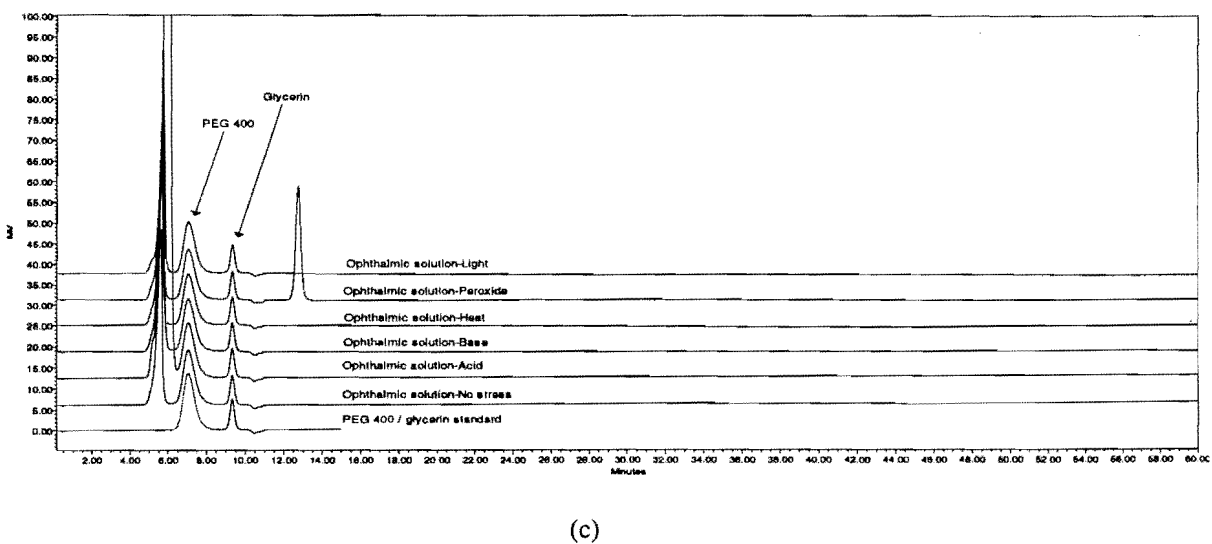 100.00
95.00
90.00
85.00
80.00
75.00
70.00
65.00
60.00
55.00
50.00
45.00
40.00
35.00
30.00
25.00
20.00
15.00
10.00
5.00
0.00
MV
Glycerin
PEG 400
Ophthalmic solution-Light
Ophthalmic solution-Peroxide
Ophthalmic solution-Heat
Ophthalmic solution-Base
Ophthalmic solution-Acid
Ophthalmic solution-No stress
PEG 400 / glycerin standard
2.00 4.00 6.00 8.00 10.00 12.00 14.00 16.00 18.00 20.00 22.00 24.00 26.00 28.00 30.00 32.00 34.00 36.00 38.00 40.00 42.00 44.00 46.00 48.00 50.00 52.00 54.00 56.00 58.00 60.00
Minutes
(c)